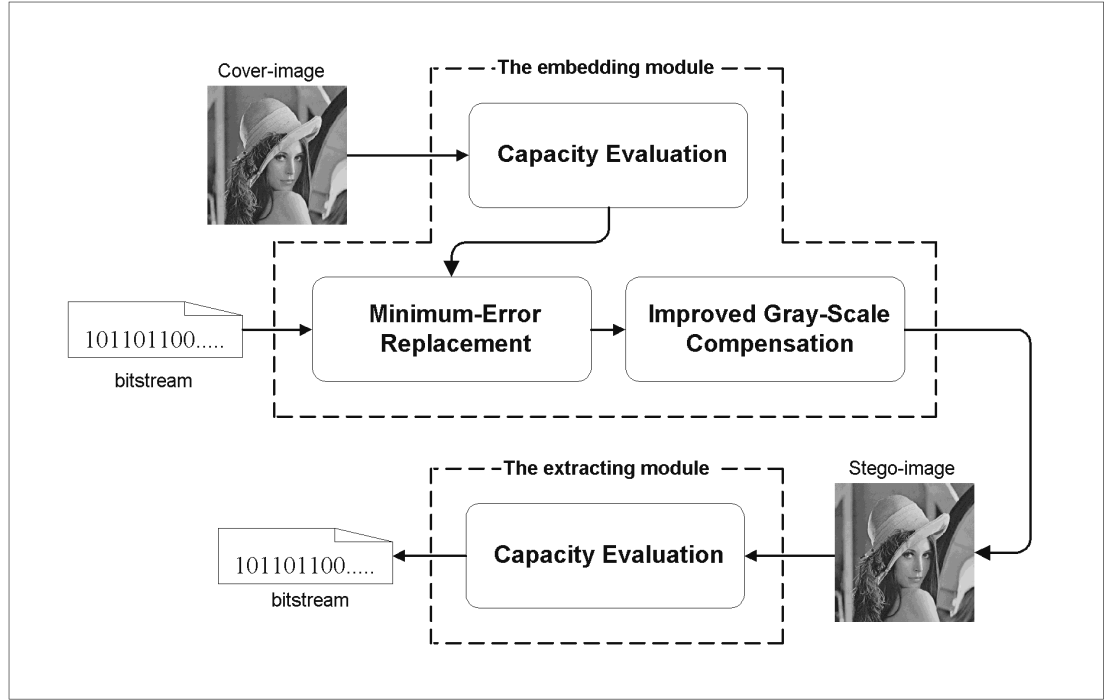 The embedding module
Cover-image
Capacity Evaluation
Minimum-Error
Replacement
Improved Gray-Scale
Compensation
101101100.....
bitstream
The extracting module
Stego-image
Capacity Evaluation
101101100.....
bitstream